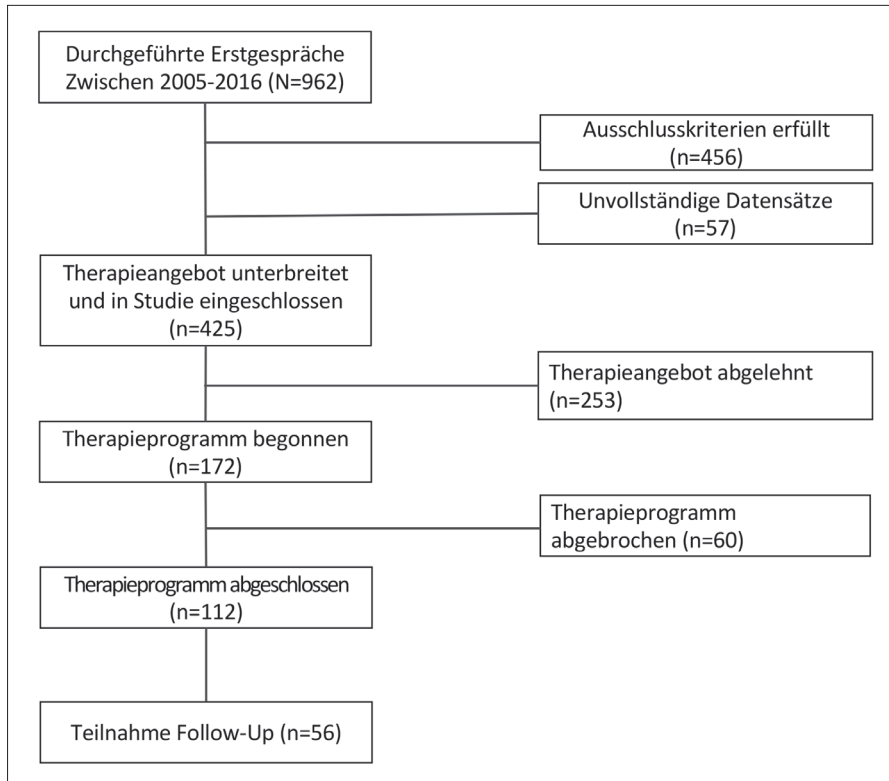 Durchgeführte Erstgespräche
Zwischen 2005-2016 (N=962)
Ausschlusskriterien erfüllt
(n=456)
Unvollständige Datensätze
(n=57)
Therapieangebot unterbreitet
und in Studie eingeschlossen
(n=425)
Therapieangebot abgelehnt
(n=253)
Therapieprogramm begonnen
(n=172)
Therapieprogramm
abgebrochen (n=60)
Therapieprogramm abgeschlossen
(n=112)
Teilnahme Follow-Up (n=56)